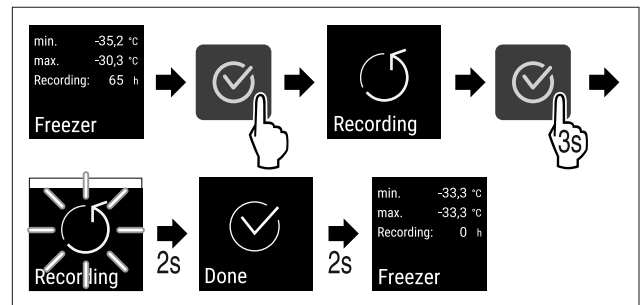 min. -35,2 °C
max. -30,3 °C
Recording: 65 h
Freezer
Recording
3s
Recording
2s
Done
2s
min. -33,3 °C
max. -33,3 °C
Recording: 0 h
Freezer